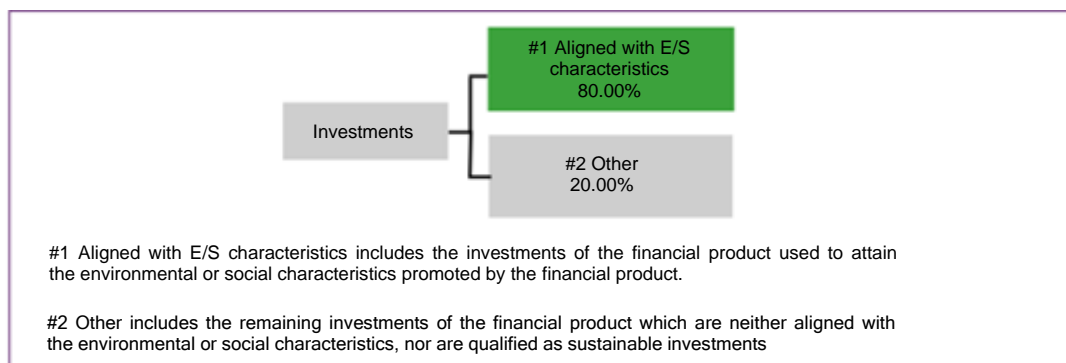 #1 Aligned with E/S
characteristics
80.00%
Investments
#2 Other
20.00%
#1 Aligned with E/S characteristics includes the investments of the financial product used to attain
the environmental or social characteristics promoted by the financial product.
#2 Other includes the remaining investments of the financial product which are neither aligned with
the environmental or social characteristics, nor are qualified as sustainable investments